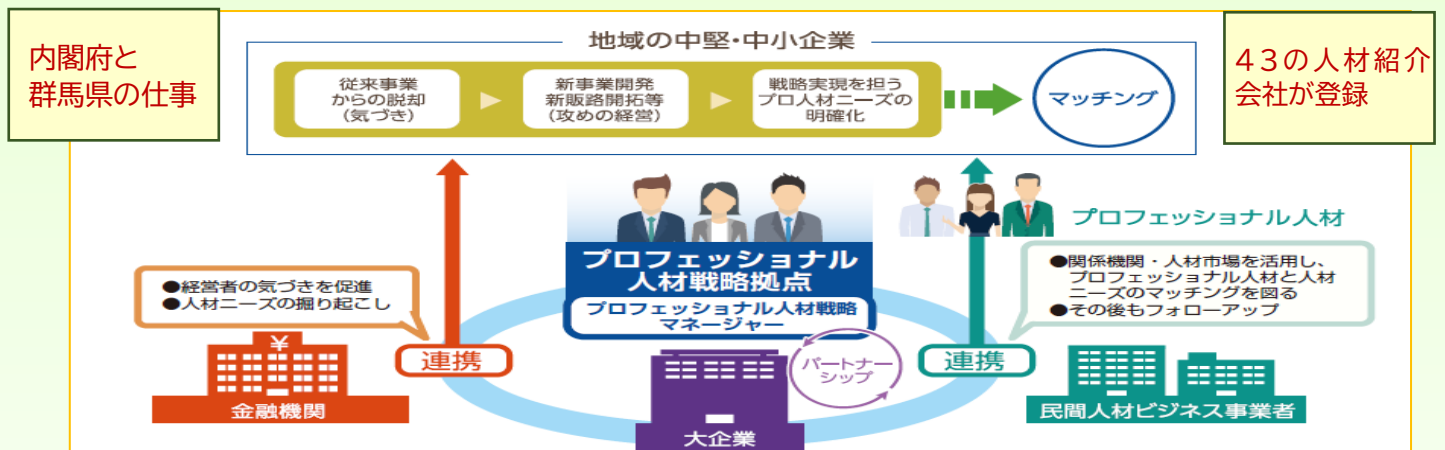 内閣府と
群馬県の仕事
地域の中堅・中小企業
従来事業
からの脱却
(気づき)
新事業開発
新販路開拓等
(攻めの経営)
戦略実現を担う
プロ人材ニーズの
明確化
マッチング
43の人材紹介
会社が登録
プロフェッショナル人材
プロフェッショナル
人材戦略拠点
プロフェッショナル人材戦略
マネージャー
●経営者の気づきを促進
●人材ニーズの掘り起こし
●関係機関・人材市場を活用し、
プロフェッショナル人材と人材
ニーズのマッチングを図る
●その後もフォローアップ
¥
金融機関
連携
パートナー
シップ
大企業
連携
民間人材ビジネス事業者